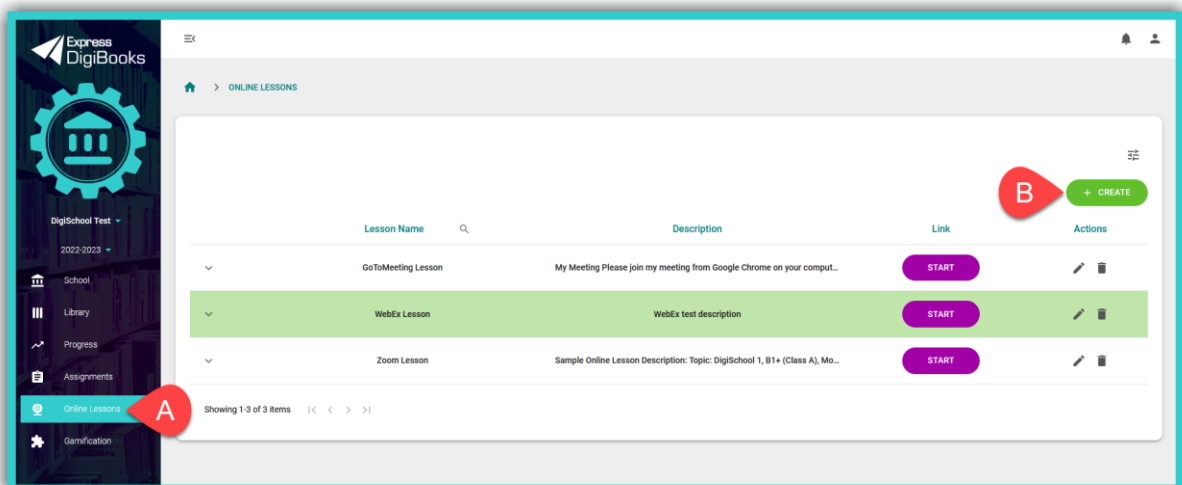 Express
DigiBooks
DigiSchool Test
2022-2023
School
Library
Progress
Assignments
Online Lessons
Gamification
A
ONLINE LESSONS
B
+ CREATE
Lesson Name Description Link Actions
GoToMeeting Lesson My Meeting Please join my meeting from Google Chrome on your comput... START
WebEx Lesson WebEx test description START
Zoom Lesson Sample Online Lesson Description: Topic: DigiSchool 1, B1+ (Class A), Mo... START
Showing 1-3 of 3 items